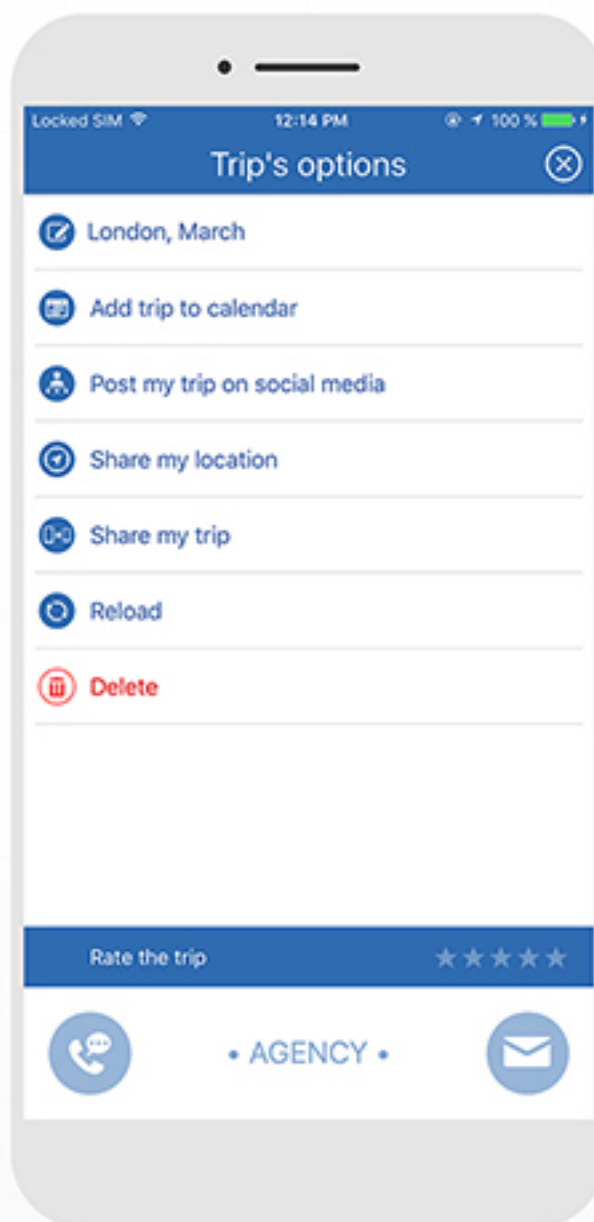 Locked SIM 12:14 PM 100 %
Trip's options
London, March
Add trip to calendar
Post my trip on social media
Share my location
Share my trip
Reload
Delete
Rate the trip
• AGENCY •